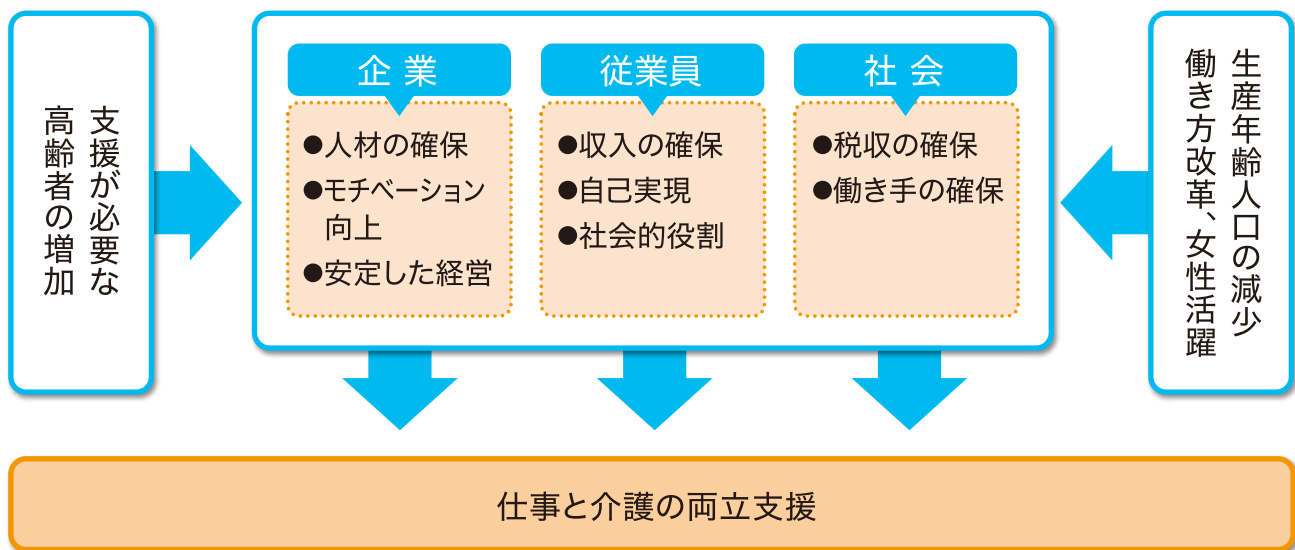 支援が必要な
高齢者の増加
企業
●人材の確保
●モチベーション
向上
●安定した経営
従業員
●収入の確保
●自己実現
●社会的役割
社会
●税収の確保
●働き手の確保
生産年齢人口の減少
働き方改革、女性活躍
仕事と介護の両立支援